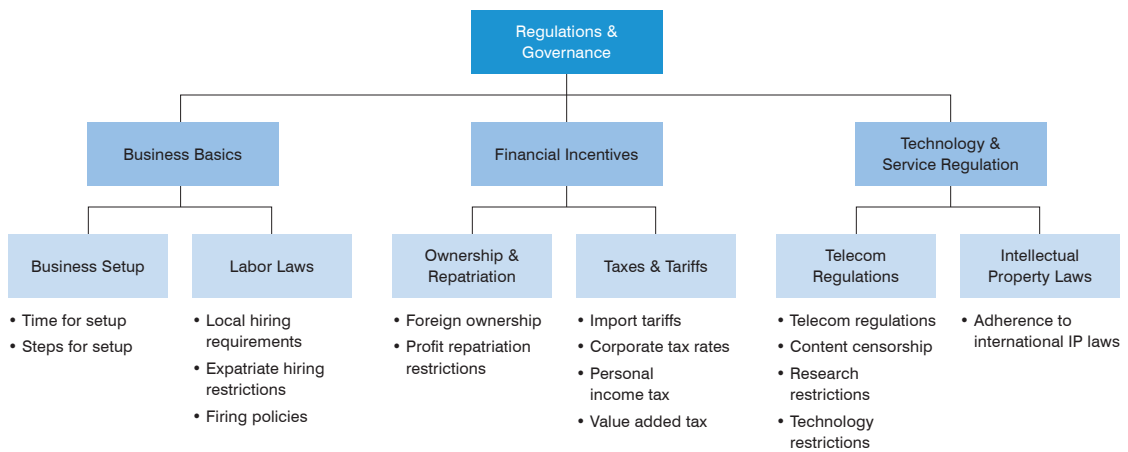 Regulations &
Governance
Business Basics
Financial Incentives
Technology &
Service Regulation
Business Setup
Labor Laws
Ownership &
Repatriation
Taxes & Tariffs
Telecom
Regulations
Intellectual
Property Laws
• Time for setup
• Steps for setup
• Local hiring
requirements
• Expatriate hiring
restrictions
• Firing policies
• Foreign ownership
• Profit repatriation
restrictions
• Import tariffs
• Corporate tax rates
• Personal
income tax
• Value added tax
• Telecom regulations
• Content censorship
• Research
restrictions
• Technology
restrictions
• Adherence to
international IP laws